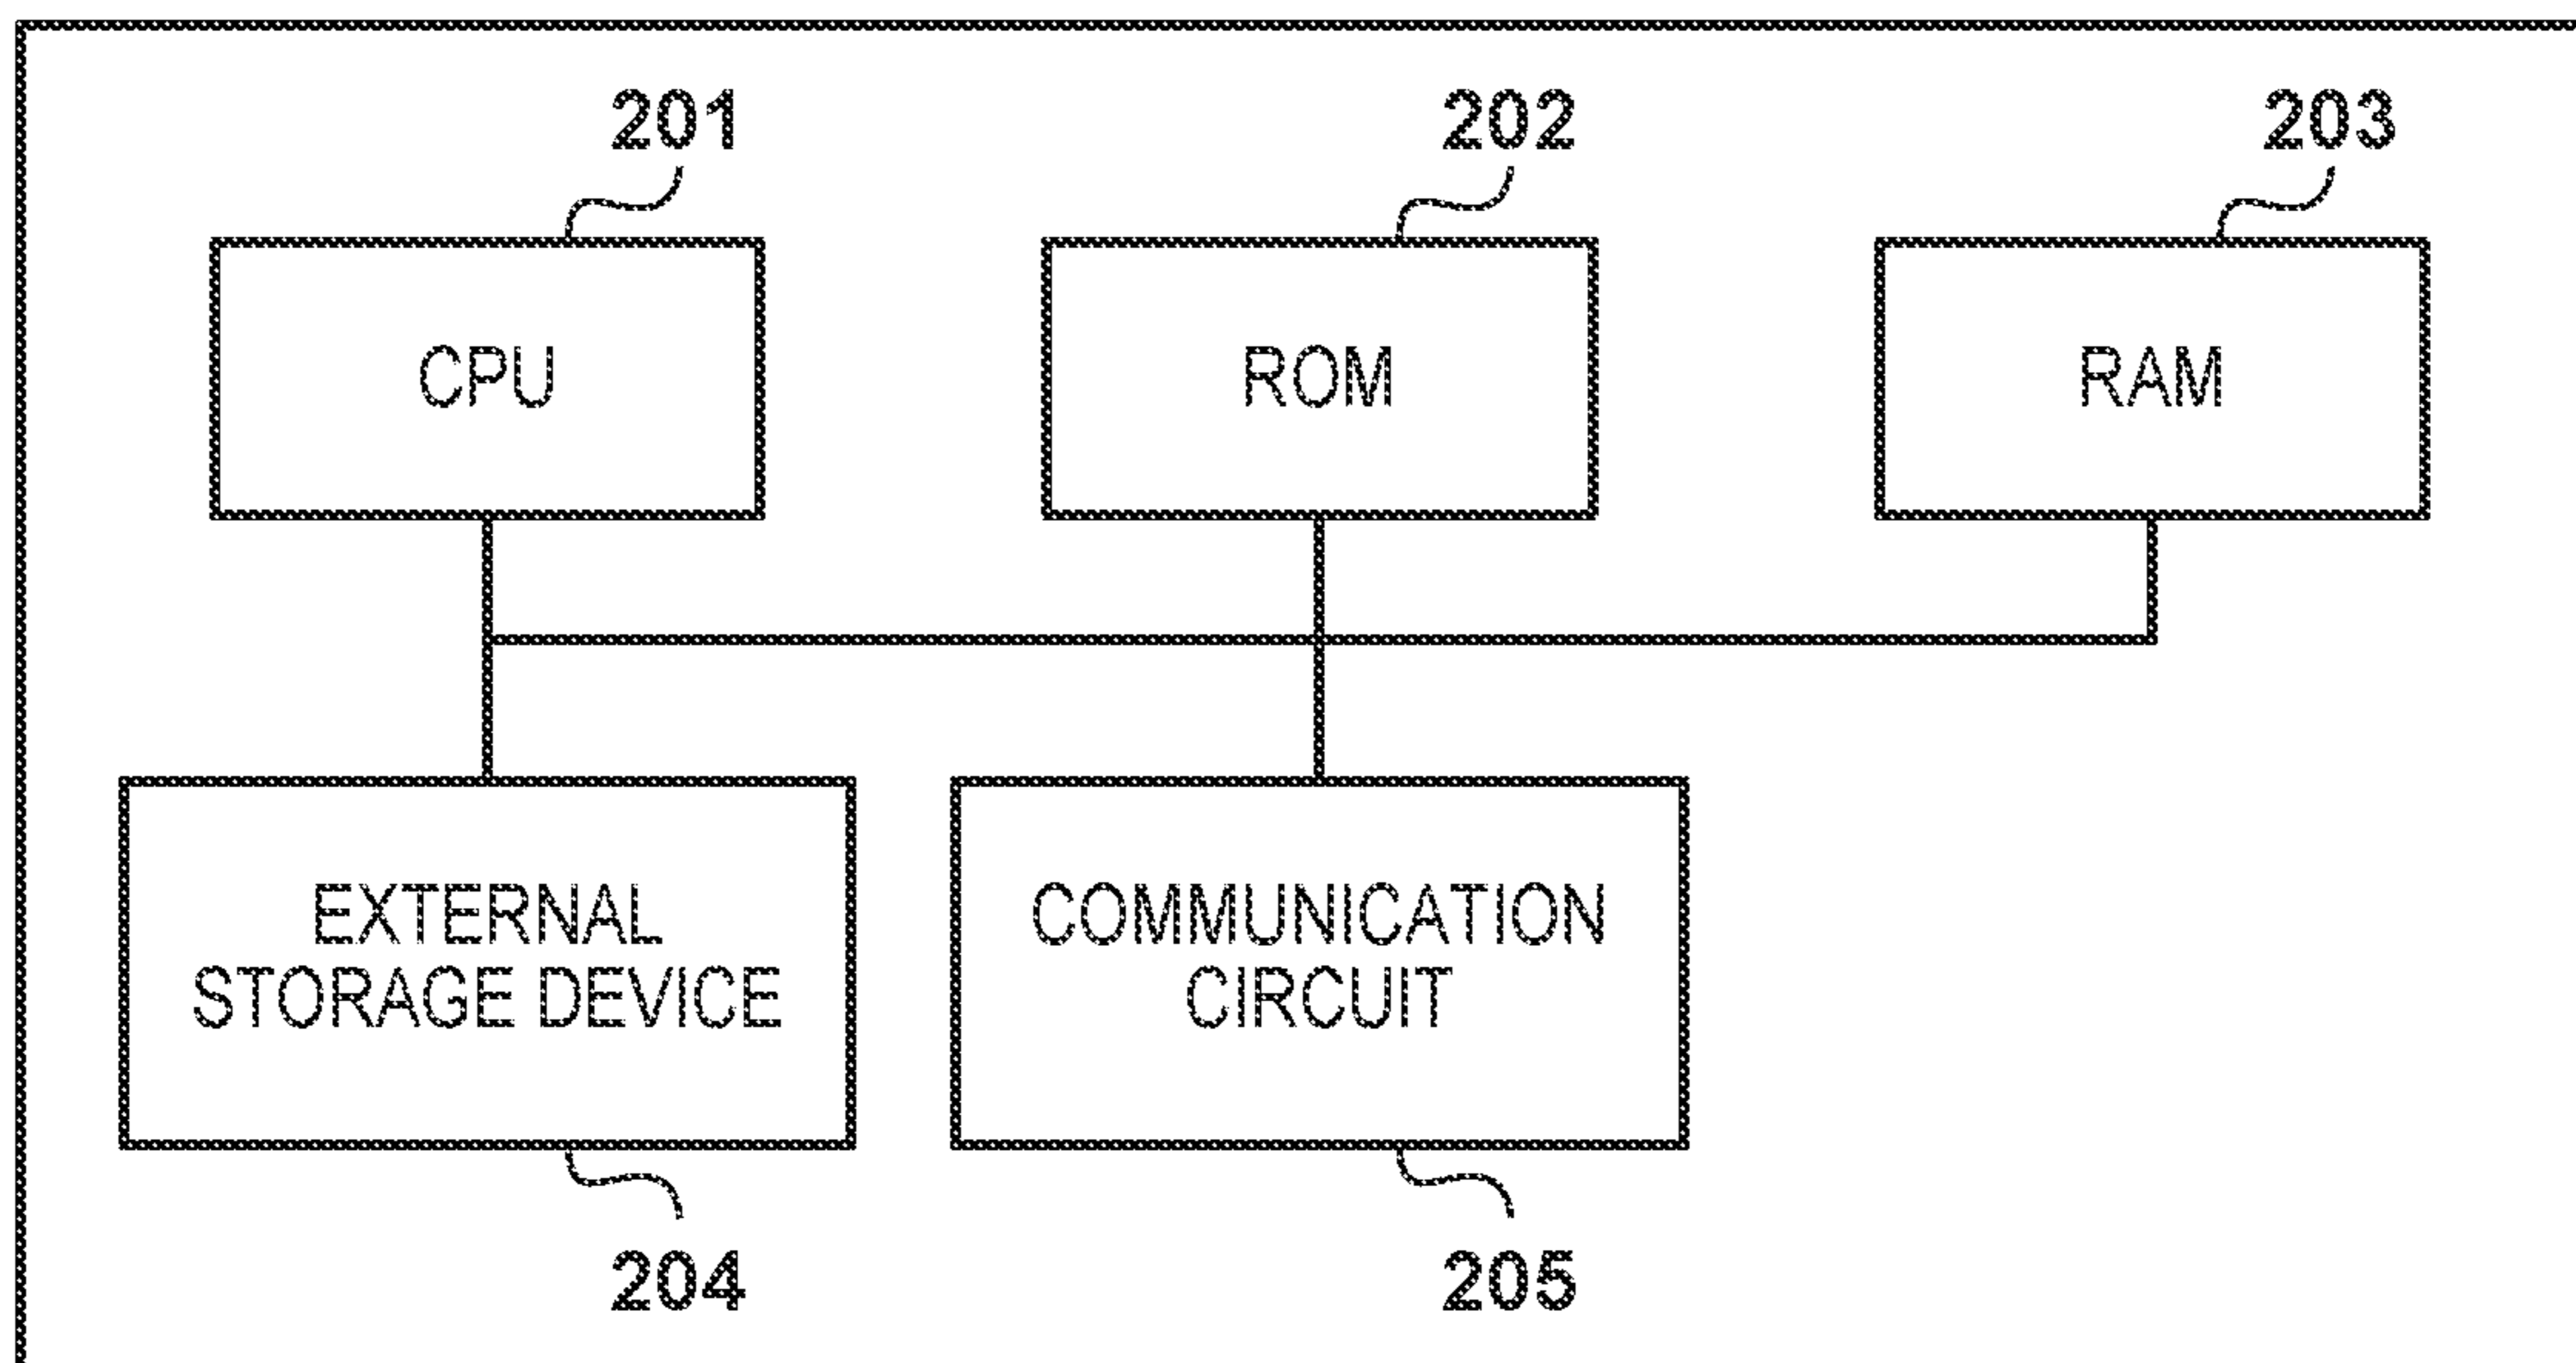 201
202
203
CPU
ROM
RAM
EXTERNAL
STORAGE DEVICE
COMMUNICATION
CIRCUIT
204
205